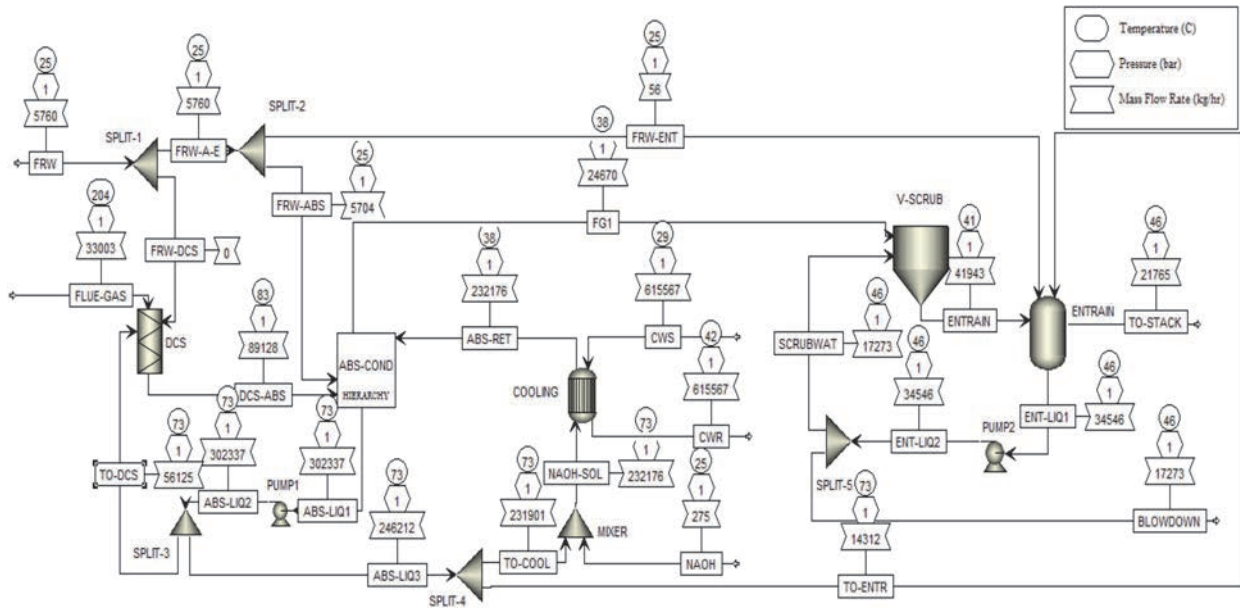 Temperature (C)
Pressure (bar)
Mass Flow Rate (kg/hr)
25
1
5760
FRW
SPLIT-1
25
1
5760
FRW-A-E
SPLIT-2
25
1
56
FRW-ENT
38
1
24670
FG1
25
1
5704
FRW-ABS
204
1
33003
FLUE-GAS
FRW-DCS
0
DCS
83
1
89128
DCS-ABS
ABS-COND
HIERARCHY
38
1
232176
ABS-RET
29
1
615567
CWS
COOLING
42
1
615567
CWR
V-SCRUB
41
1
41943
ENTRAIN
ENTRAIN
46
1
21765
TO-STACK
46
1
17273
SCRUBWAT
46
1
34546
ENT-LIQ2
PUMP2
46
1
34546
ENT-LIQ1
SPLIT-5
46
1
17273
BLOWDOWN
73
1
56125
TO-DCS
73
1
302337
ABS-LIQ2
PUMP1
73
1
302337
ABS-LIQ1
SPLIT-3
73
1
246212
ABS-LIQ3
SPLIT-4
73
1
231901
TO-COOL
NAOH-SOL
73
1
232176
MIXER
25
1
275
NAOH
73
1
14312
TO-ENTR